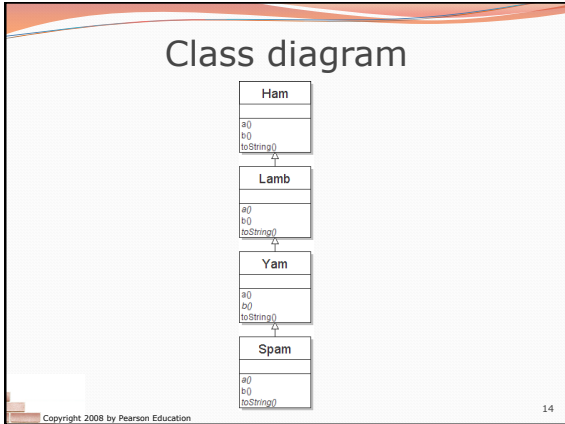 Class diagram
Ham
a()
b()
toString()
Lamb
a()
b()
toString()
Yam
a()
b()
toString()
Spam
a()
b()
toString()
Copyright 2008 by Pearson Education
14